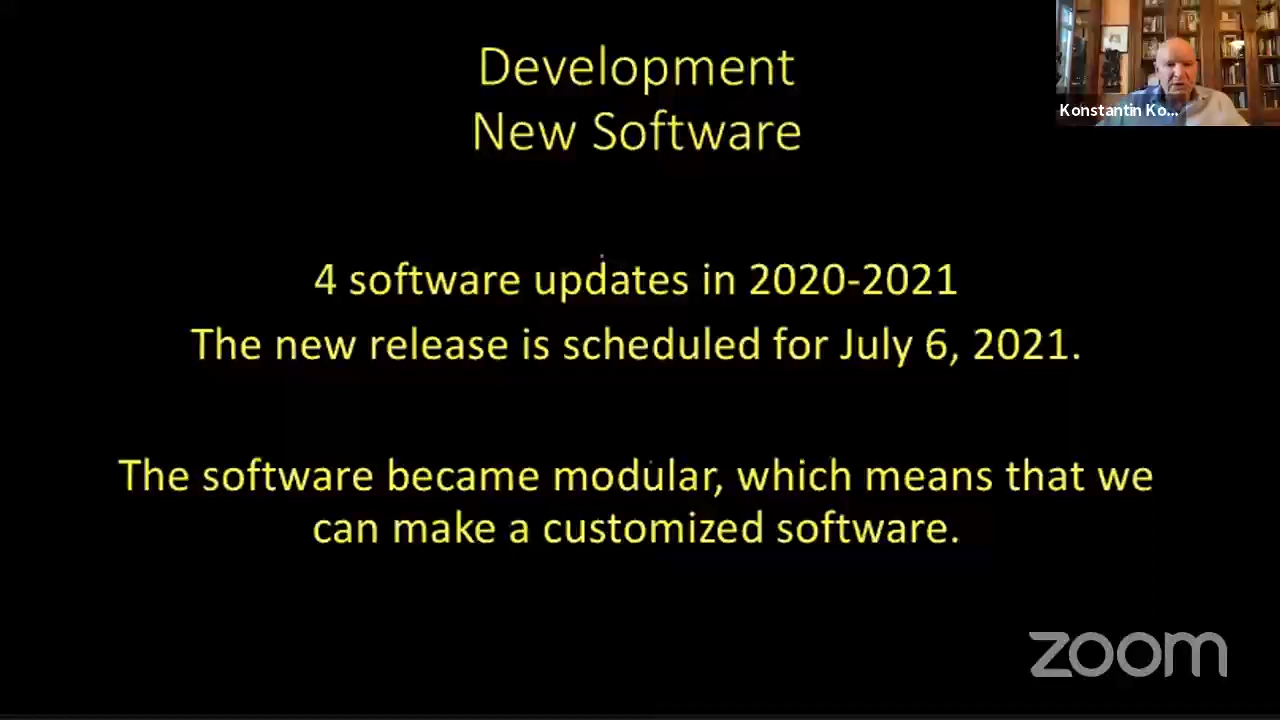 Development
New Software
Konstantin Ko...
4 software updates in 2020-2021
The new release is scheduled for July 6, 2021.
The software became modular, which means that we
can make a customized software.
zoom